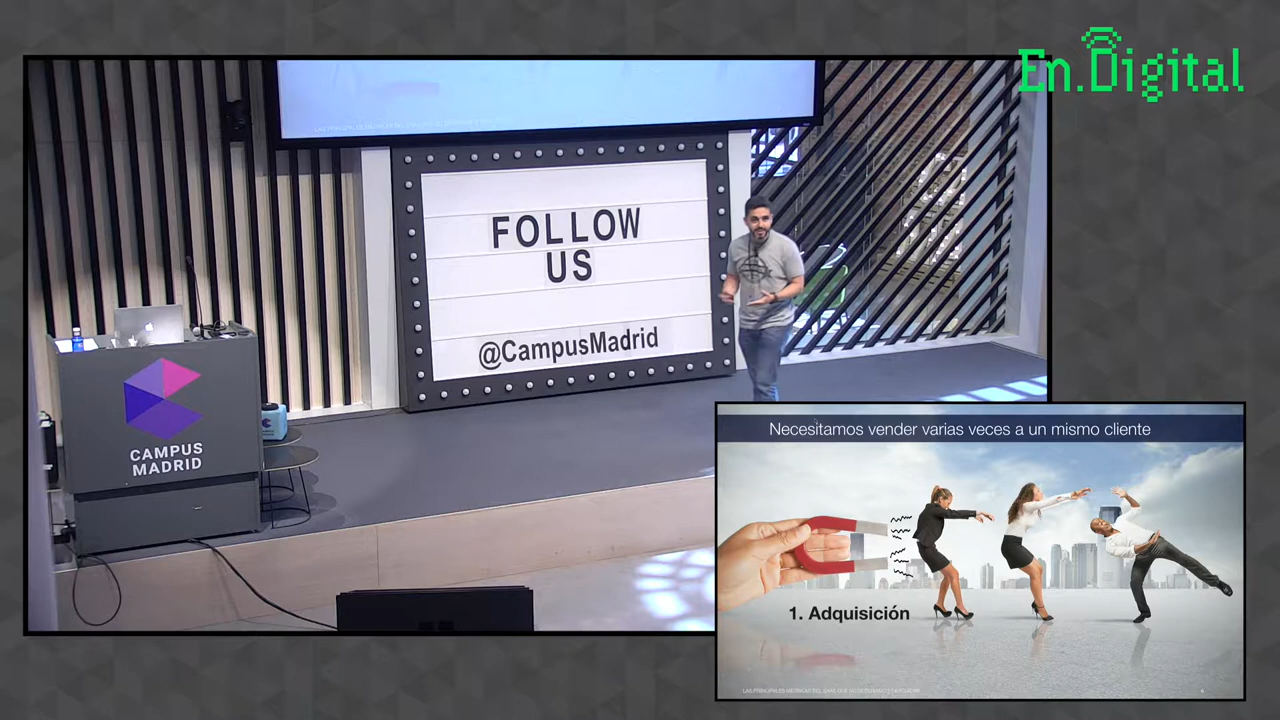 En.Digital
FOLLOW
US
@CampusMadrid
CAMPUS
MADRID
Necesitamos vender varias veces a un mismo cliente
1. Adquisición